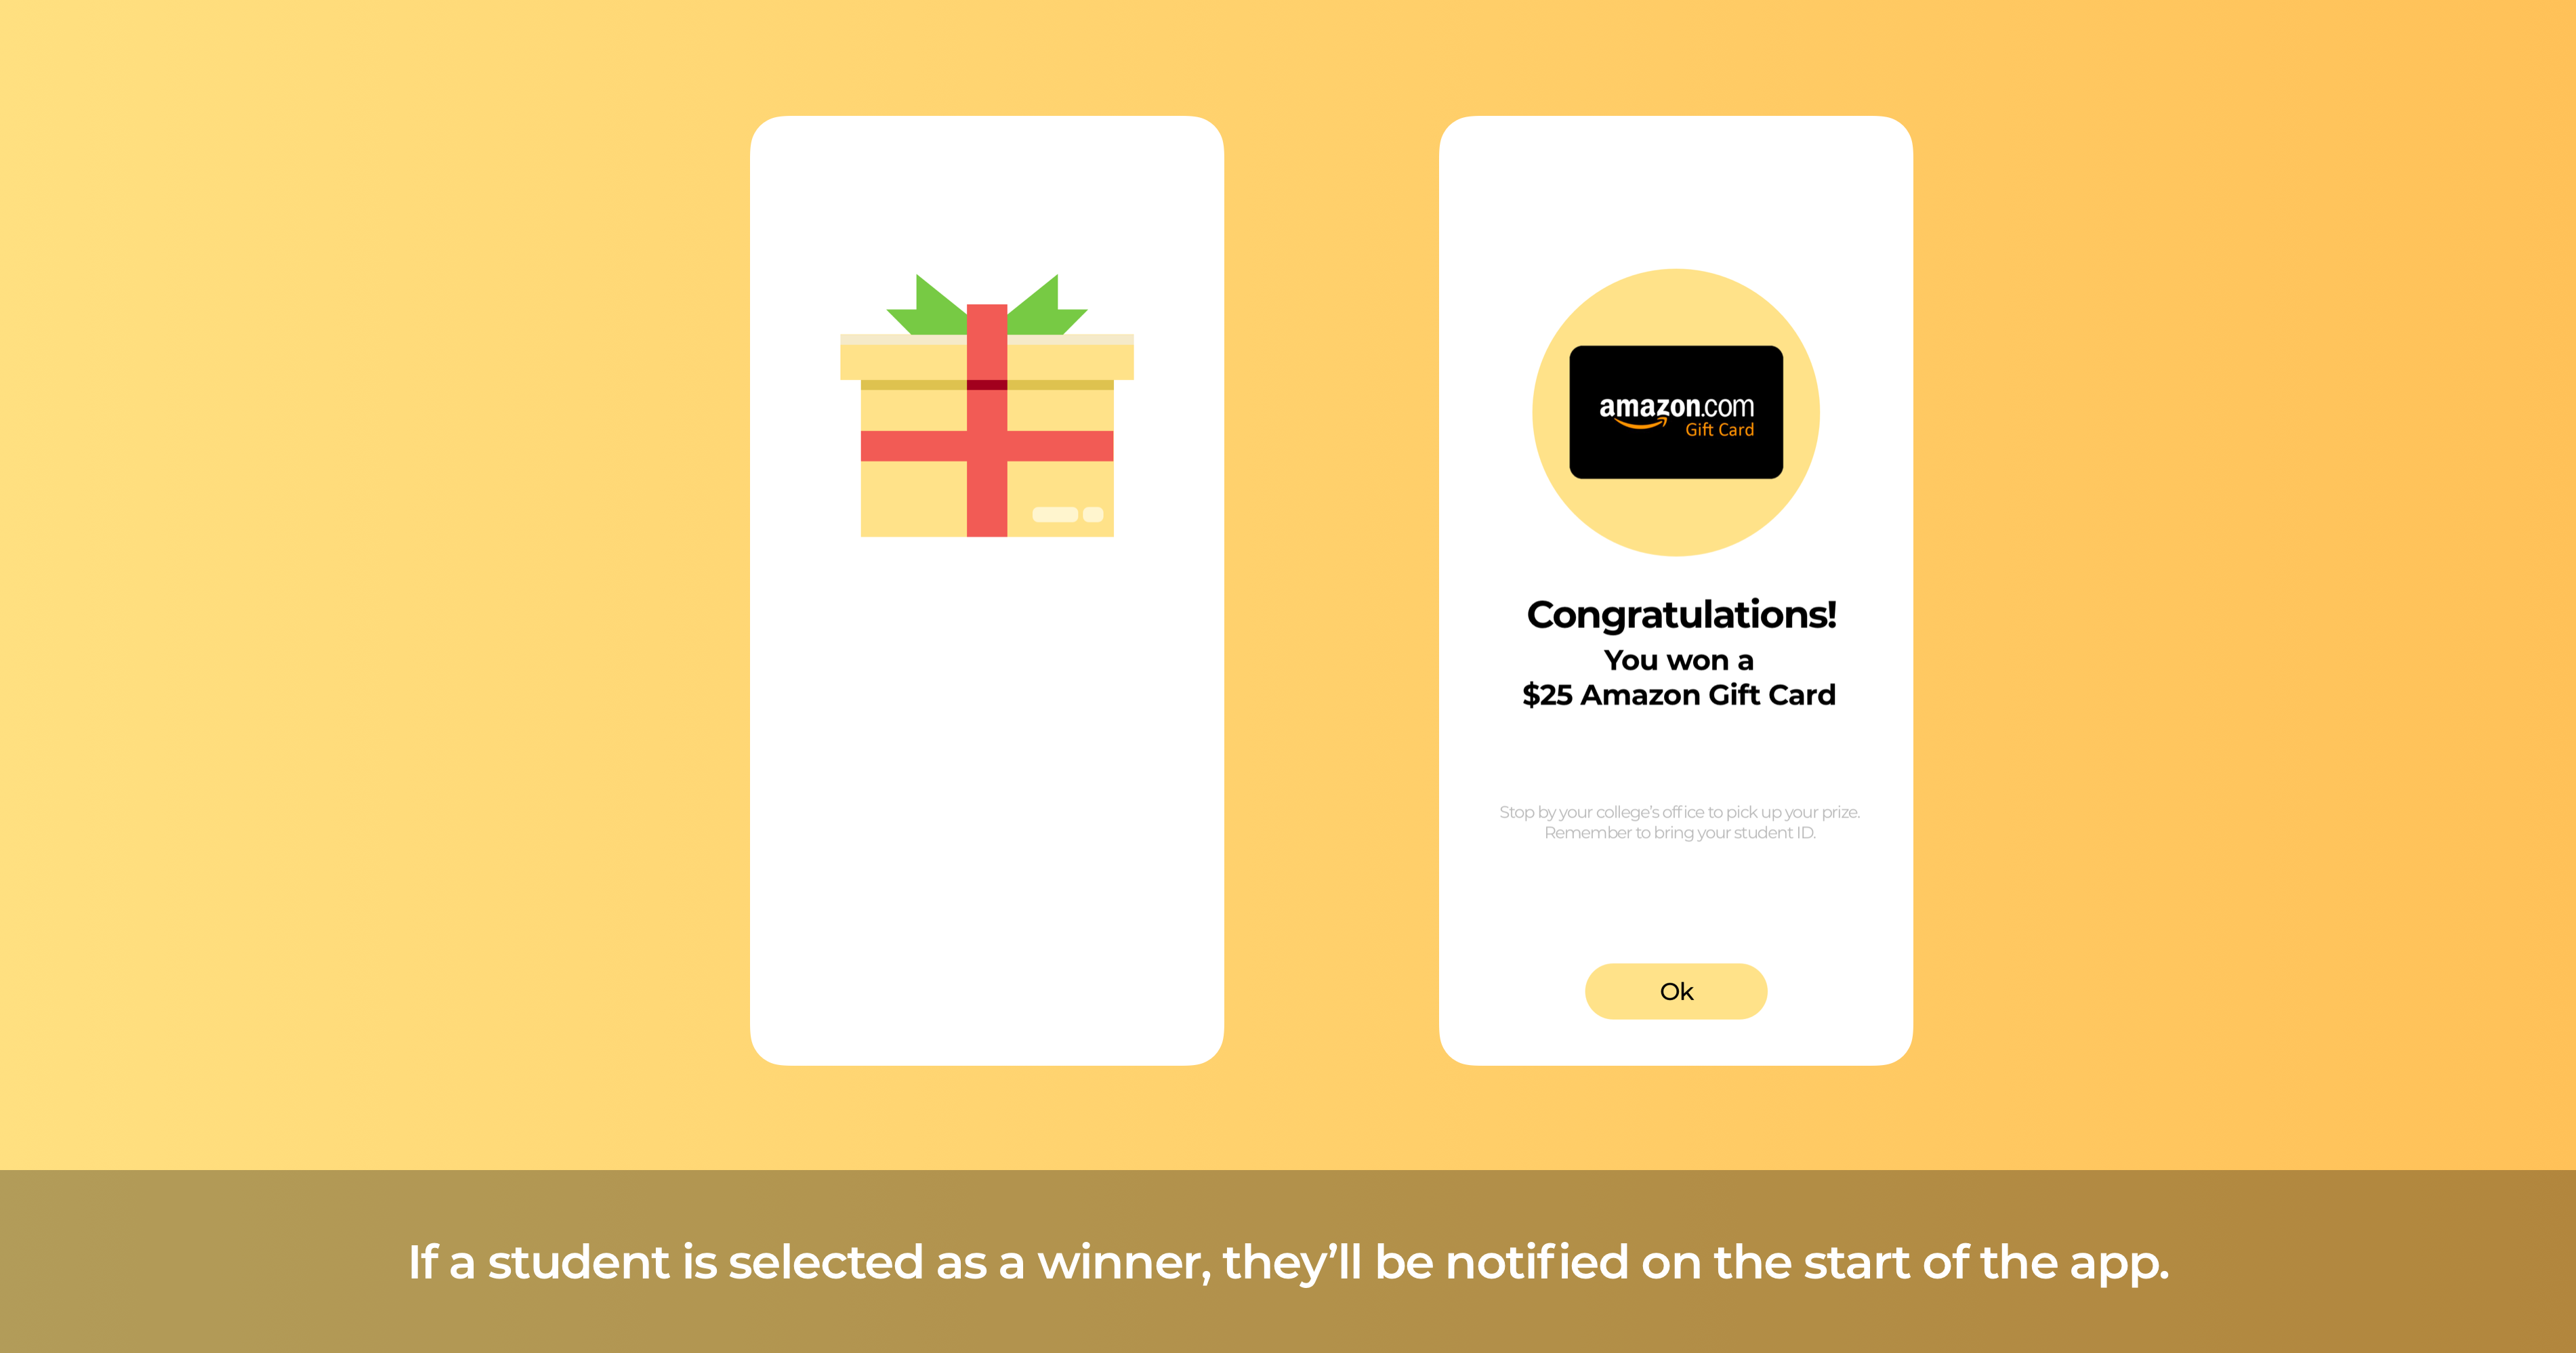 amazon.com
Gift Card
Congratulations!
You won a
$25 Amazon Gift Card
Stop by your college's office to pick up your prize.
Remember to bring your student ID.
Ok
If a student is selected as a winner, they'll be notified on the start of the app.